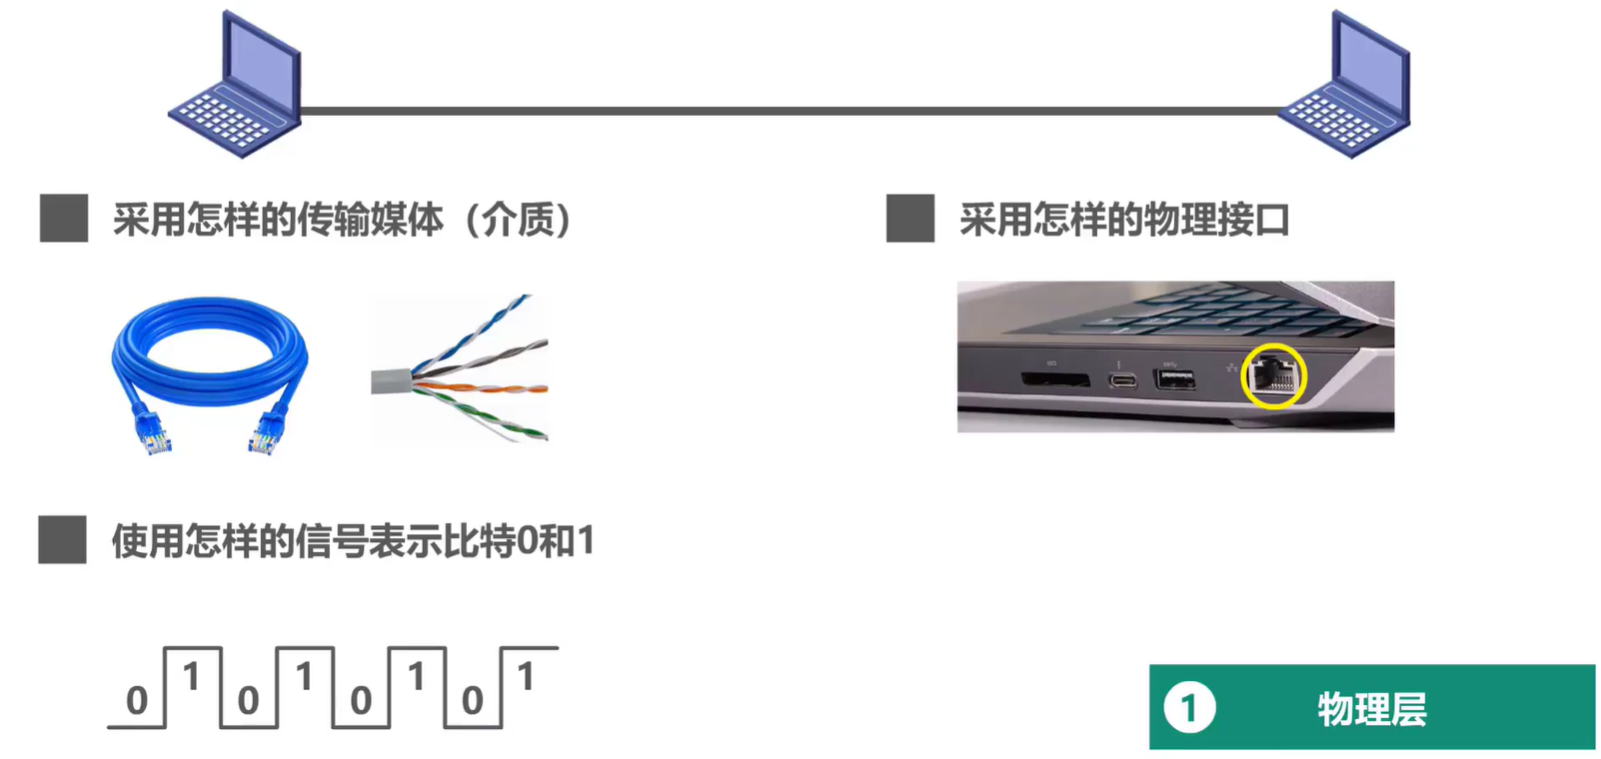 采用怎样的传输媒体（介质）
采用怎样的物理接口
使用怎样的信号表示比特0和1
0 1 0 1 0 1 0 1
1 物理层